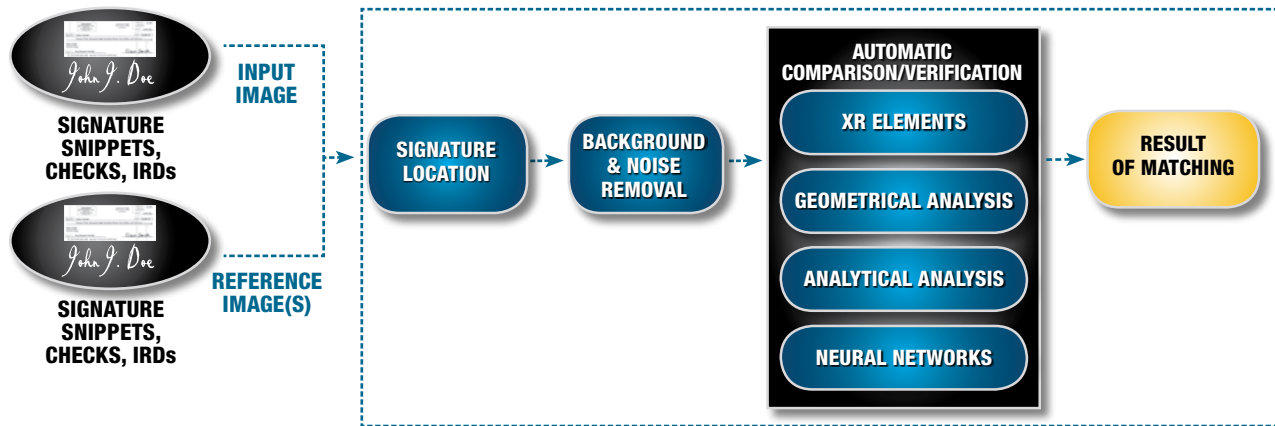 John J. Doe
INPUT
IMAGE
SIGNATURE
SNIPPETS,
CHECKS, IRDs
John J. Doe
REFERENCE
IMAGE(S)
SIGNATURE
SNIPPETS,
CHECKS, IRDs
SIGNATURE
LOCATION
BACKGROUND
& NOISE
REMOVAL
AUTOMATIC
COMPARISON/VERIFICATION
XR ELEMENTS
GEOMETRICAL ANALYSIS
ANALYTICAL ANALYSIS
NEURAL NETWORKS
RESULT
OF MATCHING